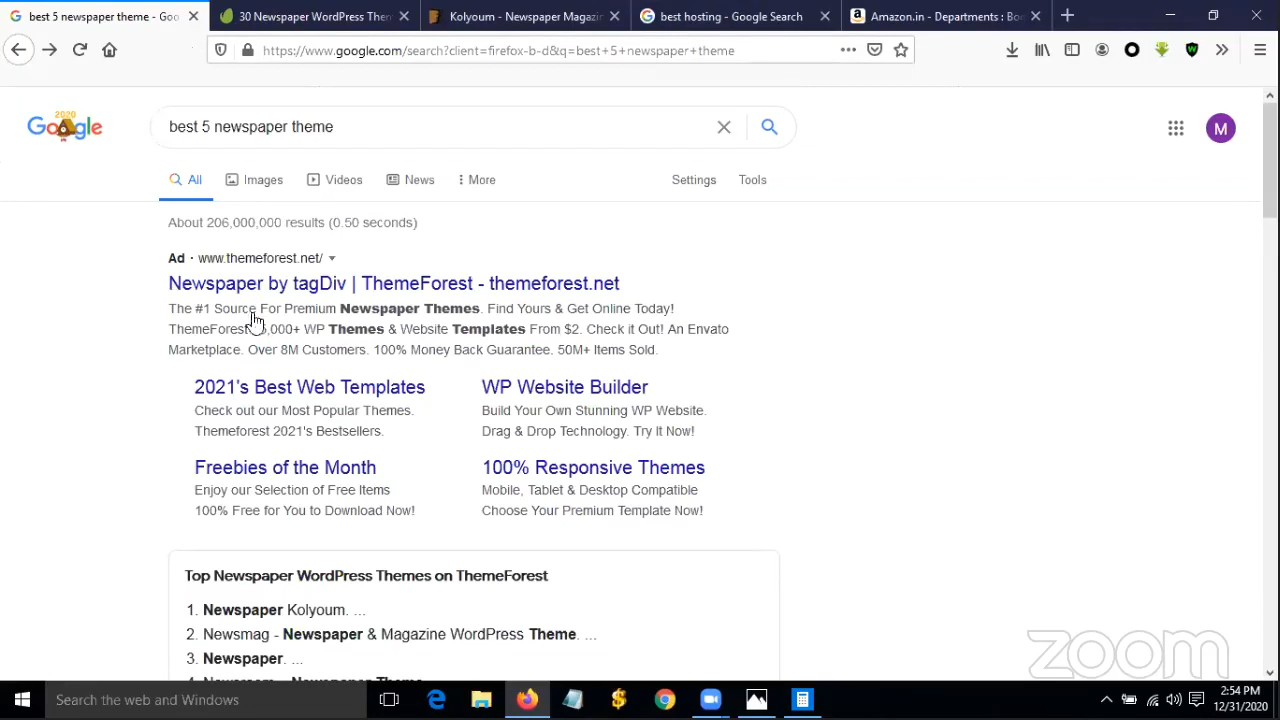 best 5 newspaper theme - Goo
30 Newspaper WordPress Then
Kolyoum - Newspaper Magazin
best hosting - Google Search
Amazon.in - Departments : Boo
https://www.google.com/search?client=firefox-b-d&q=best+5+newspaper+theme
2020
Google
best 5 newspaper theme
M
All
Images
Videos
News
More
Settings
Tools
About 206,000,000 results (0.50 seconds)
Ad · www.themeforest.net/
Newspaper by tagDiv | ThemeForest - themeforest.net
The #1 Source For Premium Newspaper Themes. Find Yours & Get Online Today!
ThemeForest 5,000+ WP Themes & Website Templates From $2. Check it Out! An Envato
Marketplace. Over 8M Customers. 100% Money Back Guarantee. 50M+ Items Sold.
2021's Best Web Templates
Check out our Most Popular Themes.
Themeforest 2021's Bestsellers.
WP Website Builder
Build Your Own Stunning WP Website.
Drag & Drop Technology. Try It Now!
Freebies of the Month
Enjoy our Selection of Free Items
100% Free for You to Download Now!
100% Responsive Themes
Mobile, Tablet & Desktop Compatible
Choose Your Premium Template Now!
Top Newspaper WordPress Themes on ThemeForest
1. Newspaper Kolyoum. ...
2. Newsmag - Newspaper & Magazine WordPress Theme. ...
3. Newspaper. ...
zoom
Search the web and Windows
2:54 PM
12/31/2020